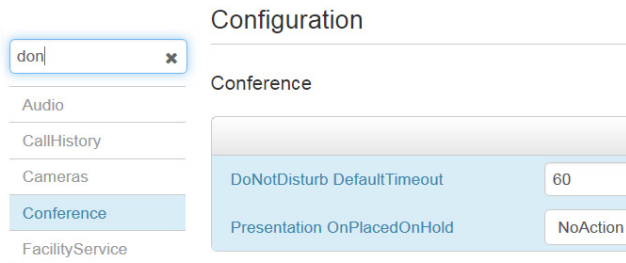 Configuration
don
Conference
Audio
CallHistory
Cameras
Conference
FacilityService
DoNotDisturb DefaultTimeout 60
Presentation OnPlacedOnHold NoAction